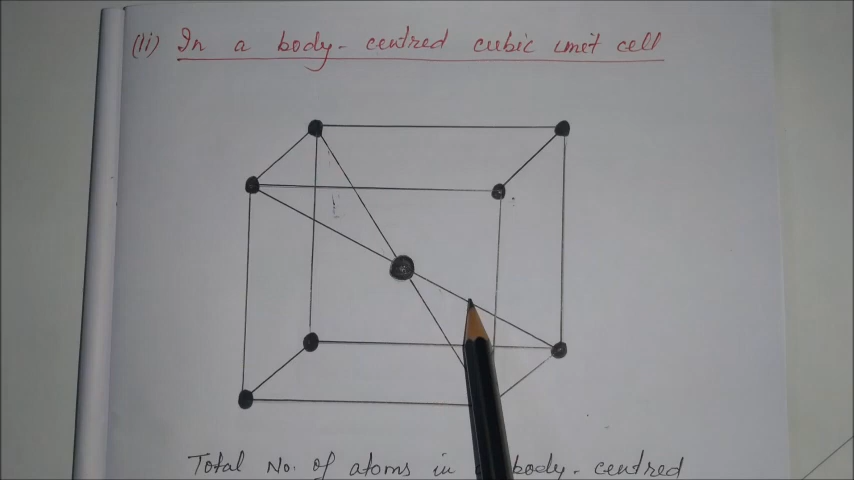 (ii) In a body-centred cubic unit cell
Total No. of atoms in a body-centred